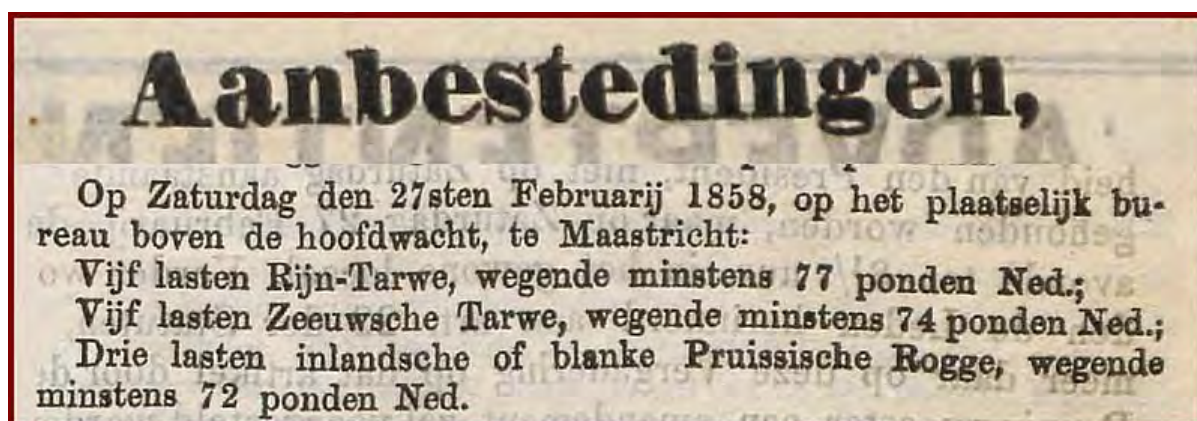 Aanbestedingen,
Op Zaturdag den 27sten Februarij 1858, op het plaatselijk bu-
reau boven de hoofdwacht, te Maastricht:
Vijf lasten Rijn-Tarwe, wegende minstens 77 ponden Ned.;
Vijf lasten Zeeuwsche Tarwe, wegende minstens 74 ponden Ned.;
Drie lasten inlandsche of blanke Pruissische Rogge, wegende
minstens 72 ponden Ned.